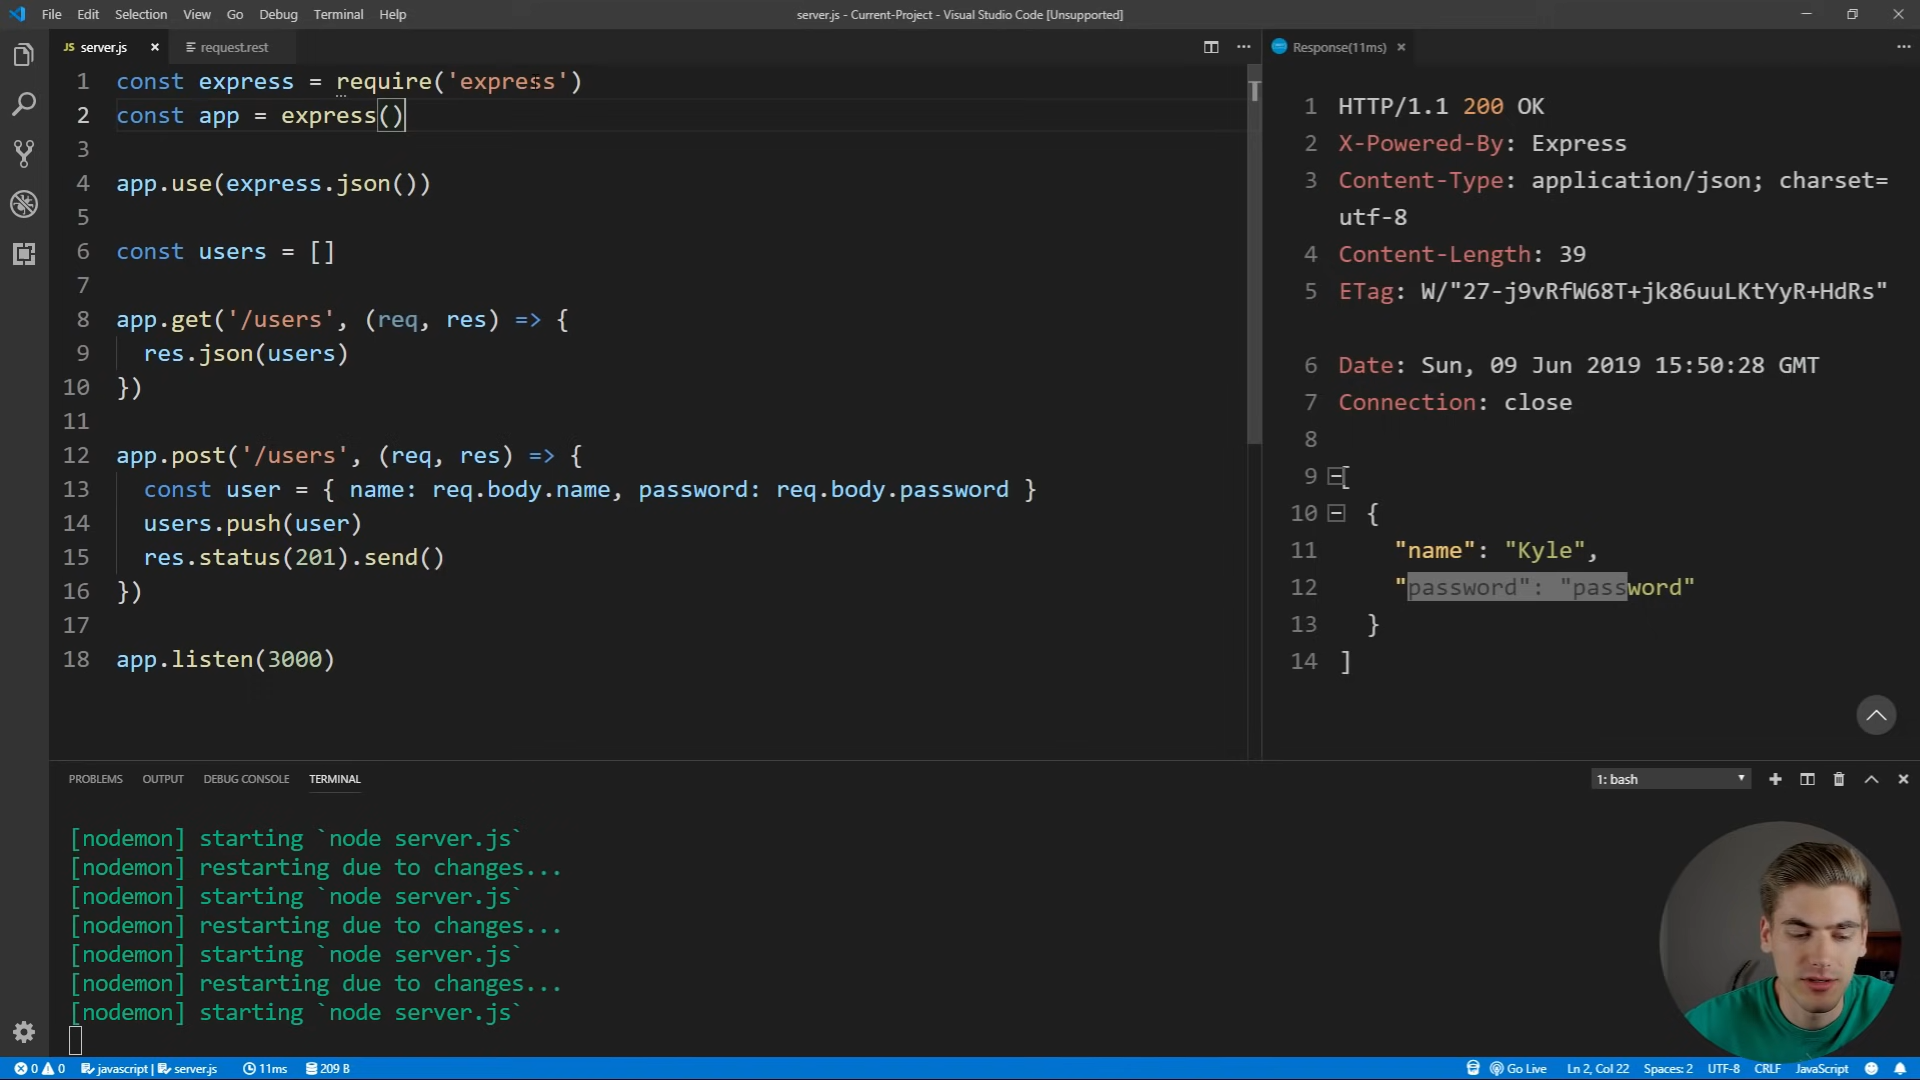 File Edit Selection View Go Debug Terminal Help
server.js - Current-Project - Visual Studio Code [Unsupported]
JS server.js
request.rest
1 const express = require('express')
2 const app = express()
3
4 app.use(express.json())
5
6 const users = []
7
8 app.get('/users', (req, res) => {
9 res.json(users)
10 })
11
12 app.post('/users', (req, res) => {
13 const user = { name: req.body.name, password: req.body.password }
14 users.push(user)
15 res.status(201).send()
16 })
17
18 app.listen(3000)
Response(11ms)
1 HTTP/1.1 200 OK
2 X-Powered-By: Express
3 Content-Type: application/json; charset=
utf-8
4 Content-Length: 39
5 ETag: W/"27-j9vRfW68T+jk86uuLKtYyR+HdRs"
6 Date: Sun, 09 Jun 2019 15:50:28 GMT
7 Connection: close
8
9 [
10 {
11 "name": "Kyle",
12 "password": "password"
13 }
14 ]
PROBLEMS OUTPUT DEBUG CONSOLE TERMINAL
1: bash
[nodemon] starting `node server.js`
[nodemon] restarting due to changes...
[nodemon] starting `node server.js`
[nodemon] restarting due to changes...
[nodemon] starting `node server.js`
[nodemon] restarting due to changes...
[nodemon] starting `node server.js`
0 0 javascript | server.js 11ms 209 B
Go Live Ln 2, Col 22 Spaces: 2 UTF-8 CRLF JavaScript